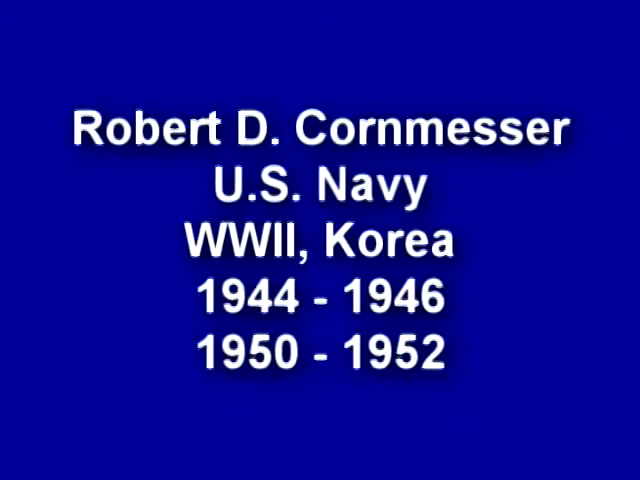 Robert D. Cornmesser
U.S. Navy
WWII, Korea
1944 - 1946
1950 - 1952